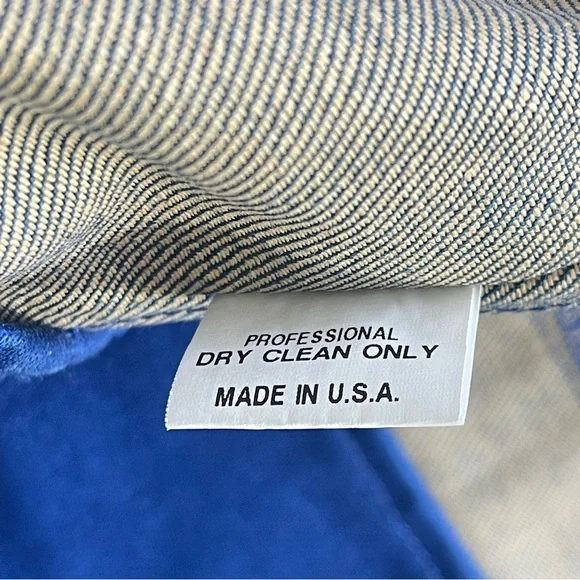 PROFESSIONAL
DRY CLEAN ONLY
MADE IN U.S.A.